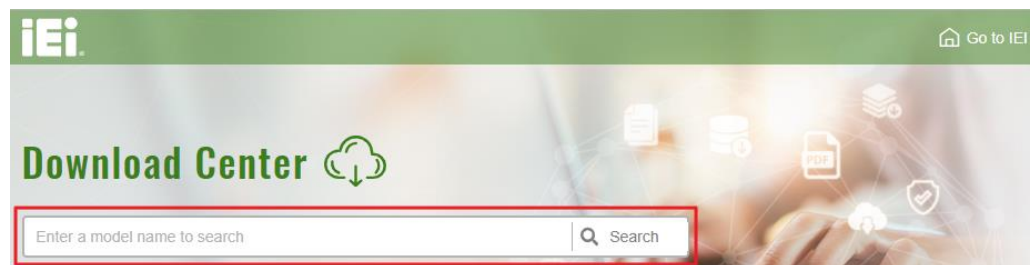 iEi.
Go to IEI
Download Center
PDF
Enter a model name to search
Search